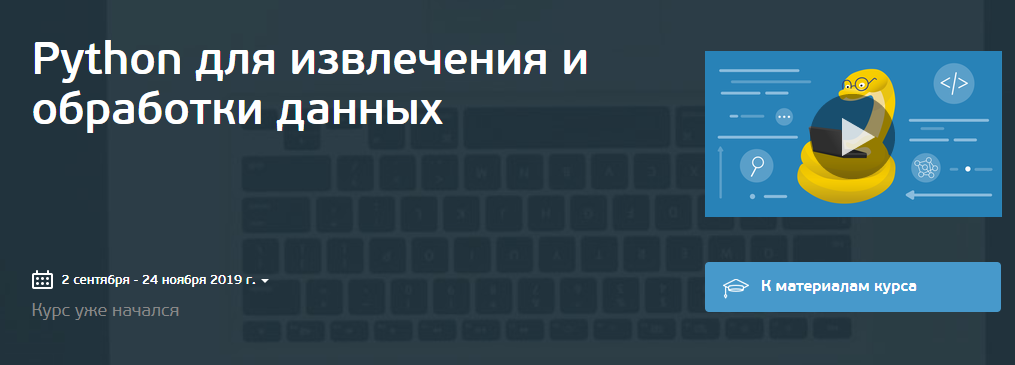 Python для извлечения и
обработки данных
2 сентября - 24 ноября 2019 г.
Курс уже начался
</>
К материалам курса